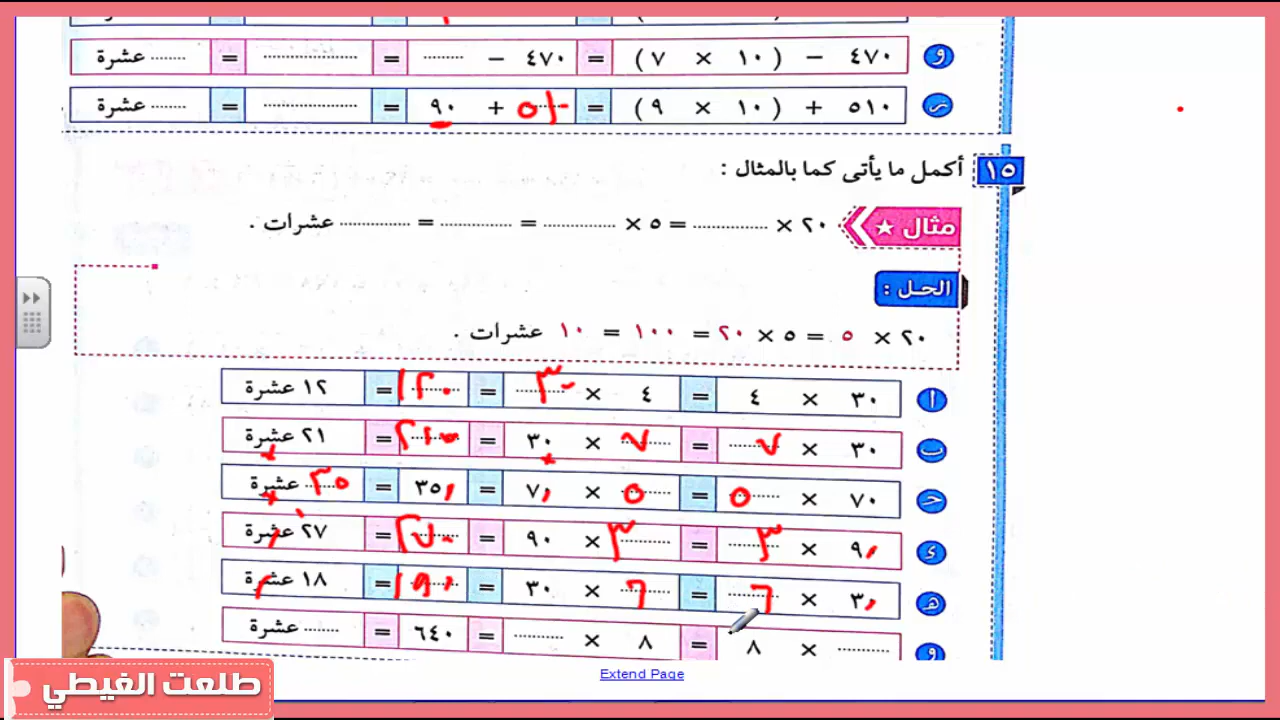 و ٤٧٠ − ( ١٠ × ٧ ) = ٤٧٠ − ........ = .................... = ....... عشرة
ر ٥١٠ + ( ١٠ × ٩ ) = ٥١٠ + ٩٠ = .................... = ....... عشرة
١٥ أكمل ما يأتى كما بالمثال :
مثال ★ ٢٠ × ............... = ٥ × ............... = ............... = ............... عشرات .
الحـل :
٢٠ × ٥ = ٥ × ٢٠ = ١٠٠ = ١٠ عشرات .
أ ٣٠ × ٤ = ٤ × ٣٠ = ١٢٠ = ١٢ عشرة
ب ٣٠ × ٧ = ٧ × ٣٠ = ٢١٠ = ٢١ عشرة
جـ ٧٠ × ٥ = ٥ × ٧٠ = ٣٥٠ = ٣٥ عشرة
ء ٩٠ × ٣ = ٣ × ٩٠ = ٢٧٠ = ٢٧ عشرة
هـ ٣٠ × ٦ = ٦ × ٣٠ = ١٨٠ = ١٨ عشرة
و ........... × ٨ = ٨ × ........... = ٦٤٠ = ........ عشرة
Extend Page
طلعت الغيطي